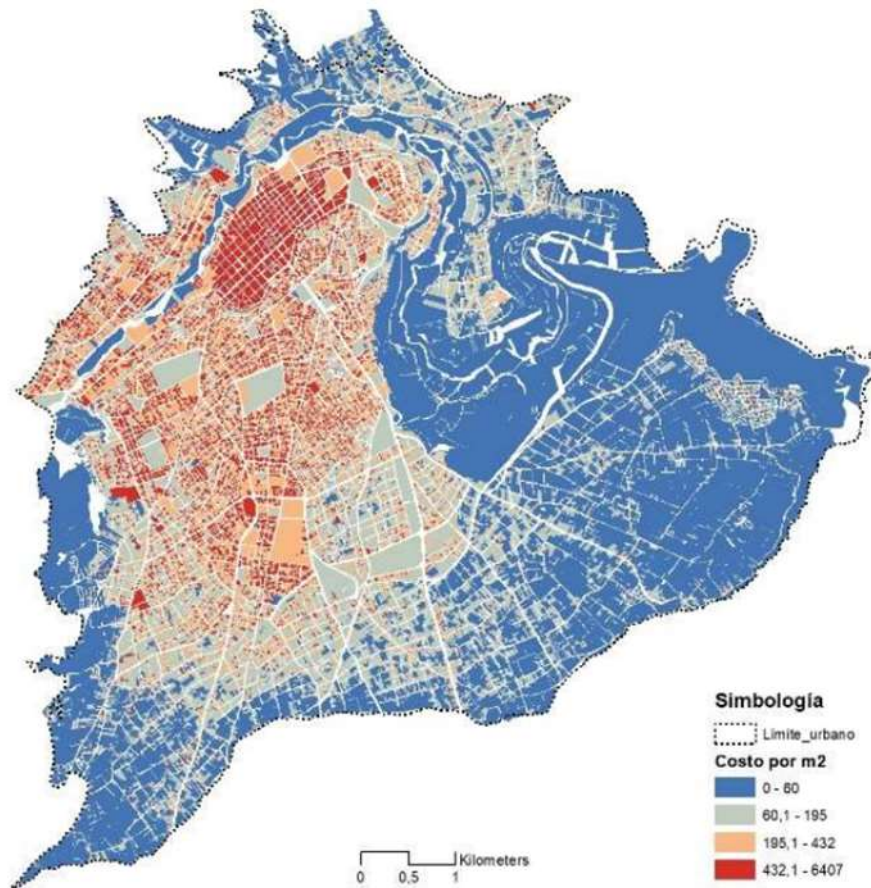 Simbología
Limite_urbano
Costo por m2
0 - 60
60,1 - 195
195,1 - 432
432,1 - 6407
Kilometers
0 0,5 1